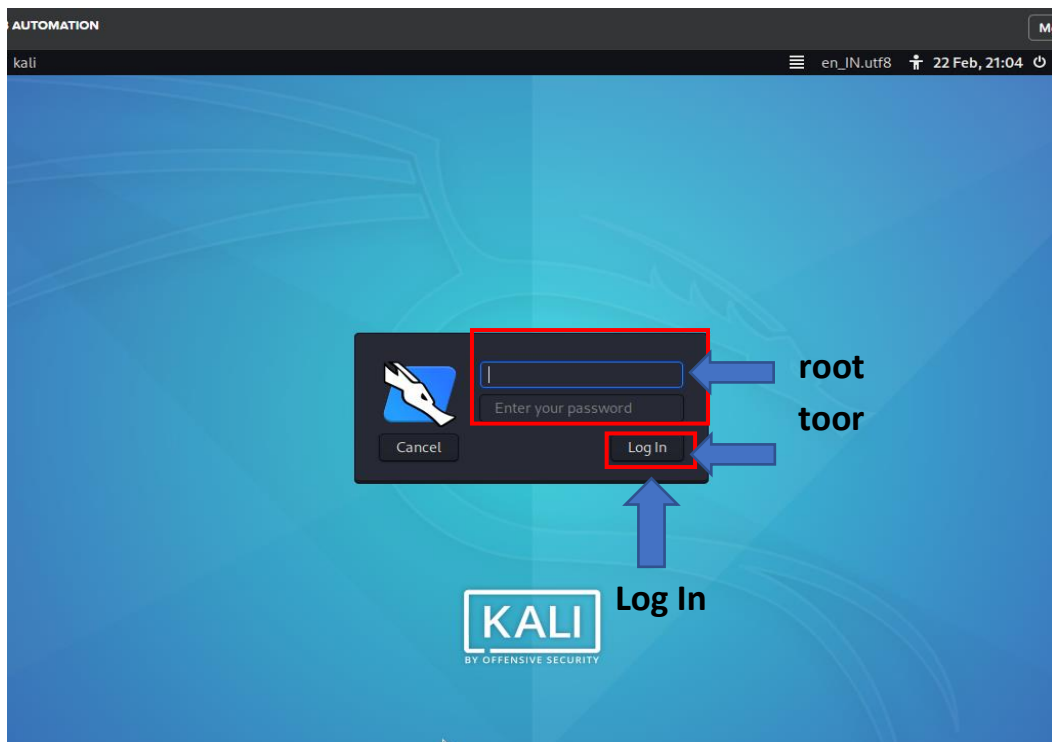 AUTOMATION
kali en_IN.utf8 22 Feb, 21:04
root
Enter your password
toor
Cancel Log In
Log In
KALI
BY OFFENSIVE SECURITY